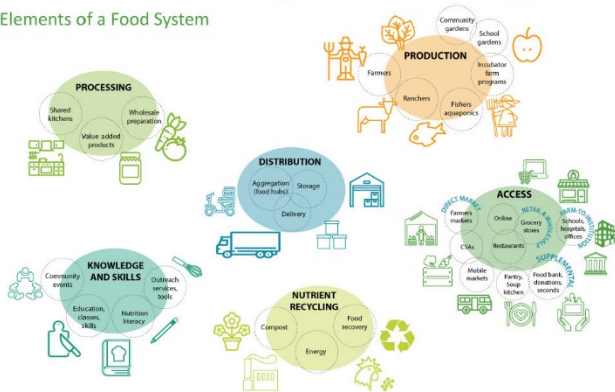 Elements of a Food System
PROCESSING
Shared
kitchens
Value added
products
Wholesale
preparation
PRODUCTION
Community
gardens
School
gardens
Farmers
Incubator
farm
programs
Ranchers
Fishers
aquaponics
DISTRIBUTION
Aggregation
(food hubs)
Storage
Delivery
ACCESS
DIRECT MARKET
RETAIL & WHOLESALE
FARM-TO-INSTITUTION
SUPPLEMENTAL
Farmers
markets
Online
Grocery
stores
Schools,
hospitals,
offices
CSAs
Restaurants
Mobile
markets
Pantry,
Soup
kitchen
Food bank,
donations,
seconds
KNOWLEDGE
AND SKILLS
Community
events
Outreach
services,
tools
Education,
classes,
skills
Nutrition
literacy
NUTRIENT
RECYCLING
Compost
Food
recovery
Energy